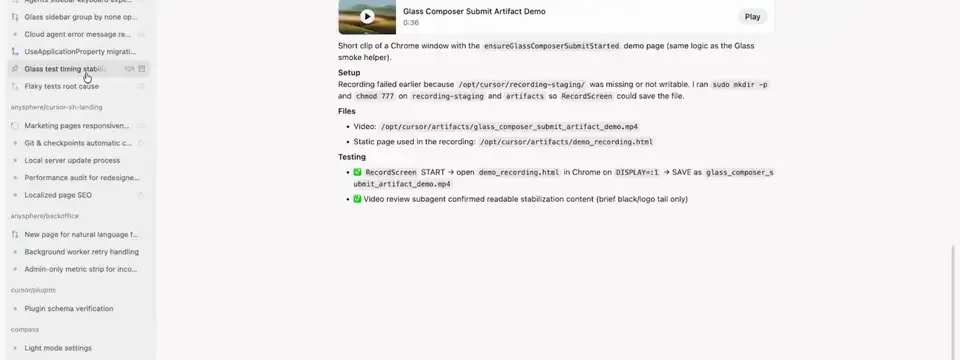 Agents sidebar keyboard expe...
Glass sidebar group by none op...
Cloud agent error message re...
UseApplicationProperty migrati...
Glass test timing stabili
10h
Flaky tests root cause
anysphere/cursor-sh-landing
Marketing pages responsiven...
Git & checkpoints automatic c...
Local server update process
Performance audit for redesigne...
Localized page SEO
anysphere/backoffice
New page for natural language f...
Background worker retry handling
Admin-only metric strip for inco...
cursor/plugins
Plugin schema verification
compass
Light mode settings
Glass Composer Submit Artifact Demo
0:36
Play
Short clip of a Chrome window with the ensureGlassComposerSubmitStarted demo page (same logic as the Glass
smoke helper).
Setup
Recording failed earlier because /opt/cursor/recording-staging/ was missing or not writable. I ran sudo mkdir -p
and chmod 777 on recording-staging and artifacts so RecordScreen could save the file.
Files
• Video: /opt/cursor/artifacts/glass_composer_submit_artifact_demo.mp4
• Static page used in the recording: /opt/cursor/artifacts/demo_recording.html
Testing
• ✅ RecordScreen START → open demo_recording.html in Chrome on DISPLAY=:1 → SAVE as glass_composer_s
ubmit_artifact_demo.mp4
• ✅ Video review subagent confirmed readable stabilization content (brief black/logo tail only)